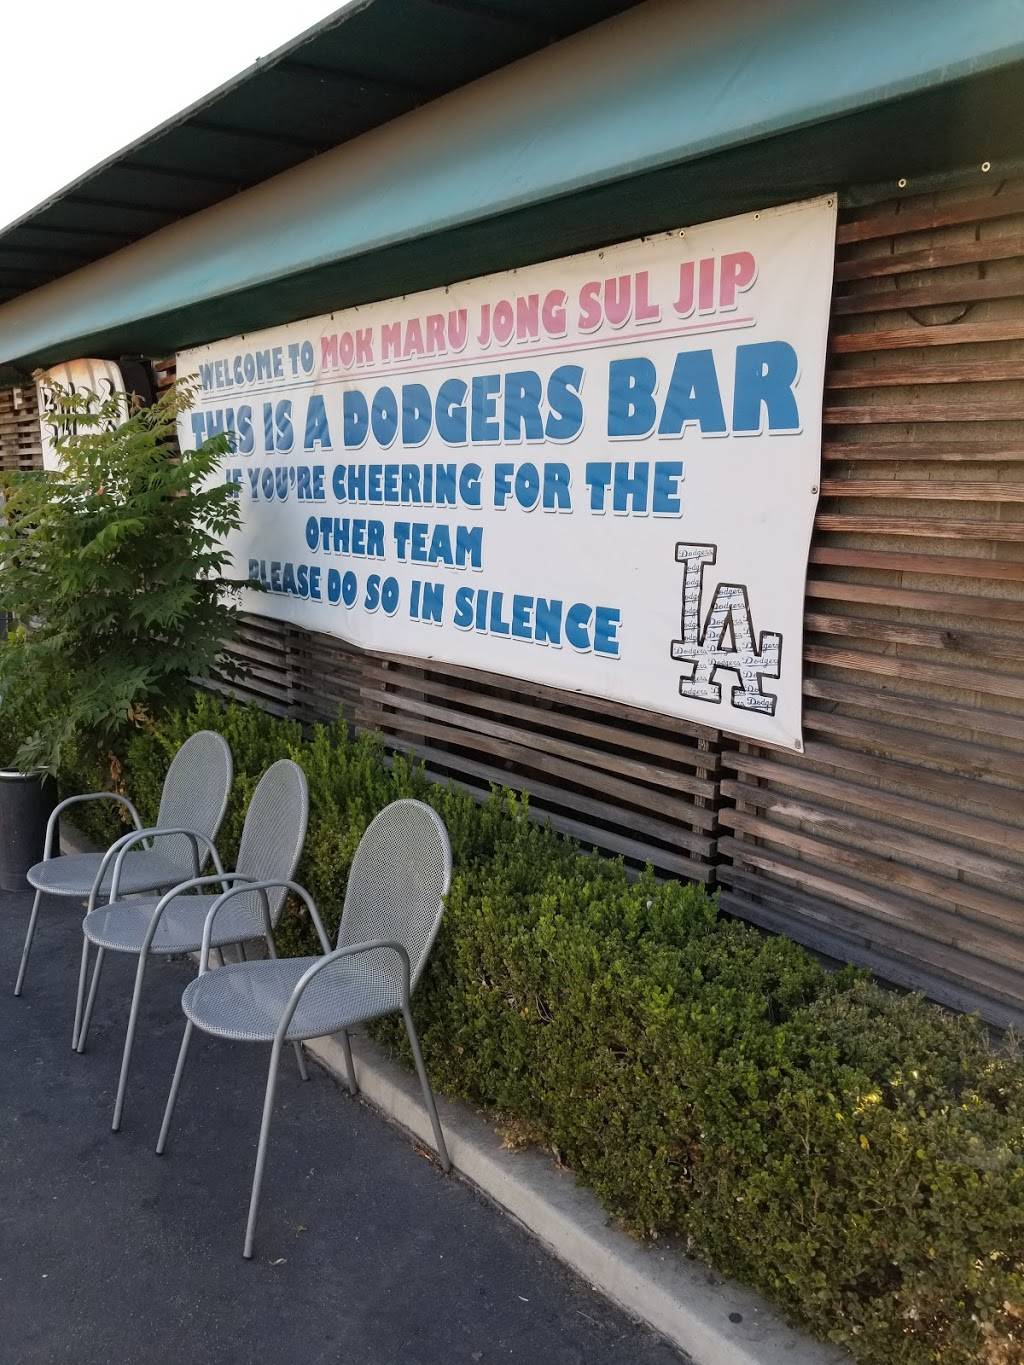 WELCOME TO MOK MARU JONG SUL JIP
THIS IS A DODGERS BAR
IF YOU'RE CHEERING FOR THE
OTHER TEAM
PLEASE DO SO IN SILENCE
LA
Dodgers